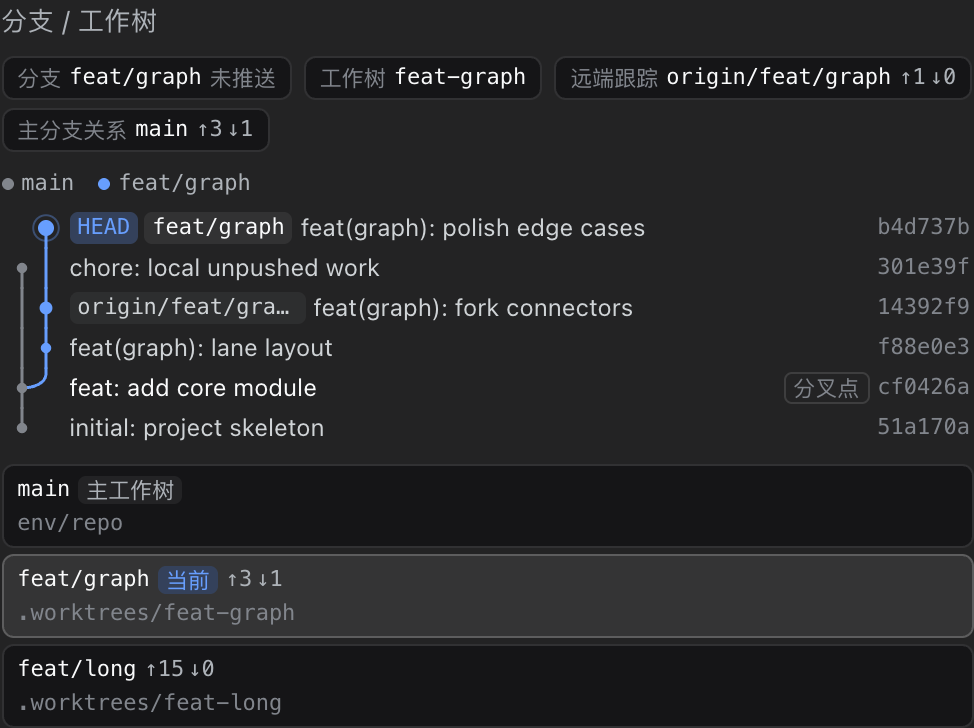 分支 / 工作树
分支 feat/graph 未推送 工作树 feat-graph 远端跟踪 origin/feat/graph ↑1↓0
主分支关系 main ↑3↓1
main feat/graph
HEAD feat/graph feat(graph): polish edge cases b4d737b
chore: local unpushed work 301e39f
origin/feat/gra… feat(graph): fork connectors 14392f9
feat(graph): lane layout f88e0e3
feat: add core module 分叉点 cf0426a
initial: project skeleton 51a170a
main 主工作树
env/repo
feat/graph 当前 ↑3↓1
.worktrees/feat-graph
feat/long ↑15↓0
.worktrees/feat-long